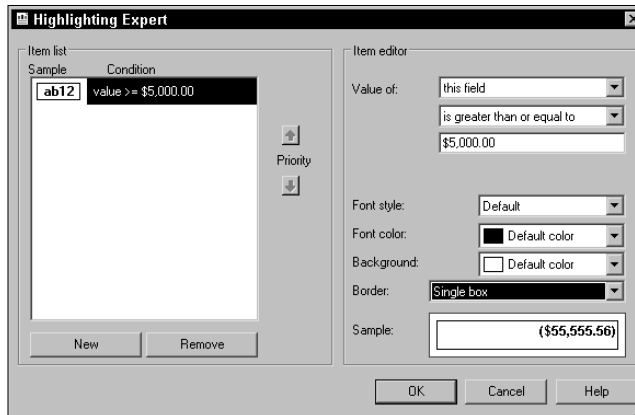 Highlighting Expert
Item list
Sample Condition
ab12 value >= $5,000.00
Priority
New Remove
Item editor
Value of: this field
is greater than or equal to
$5,000.00
Font style: Default
Font color: Default color
Background: Default color
Border: Single box
Sample: ($55,555.56)
OK Cancel Help